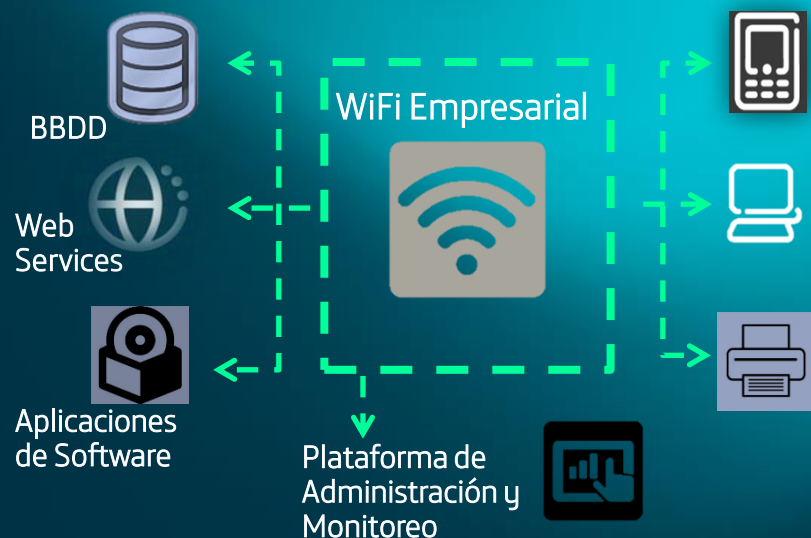 WiFi Empresarial
BBDD
Web
Services
Aplicaciones
de Software
Plataforma de
Administración y
Monitoreo